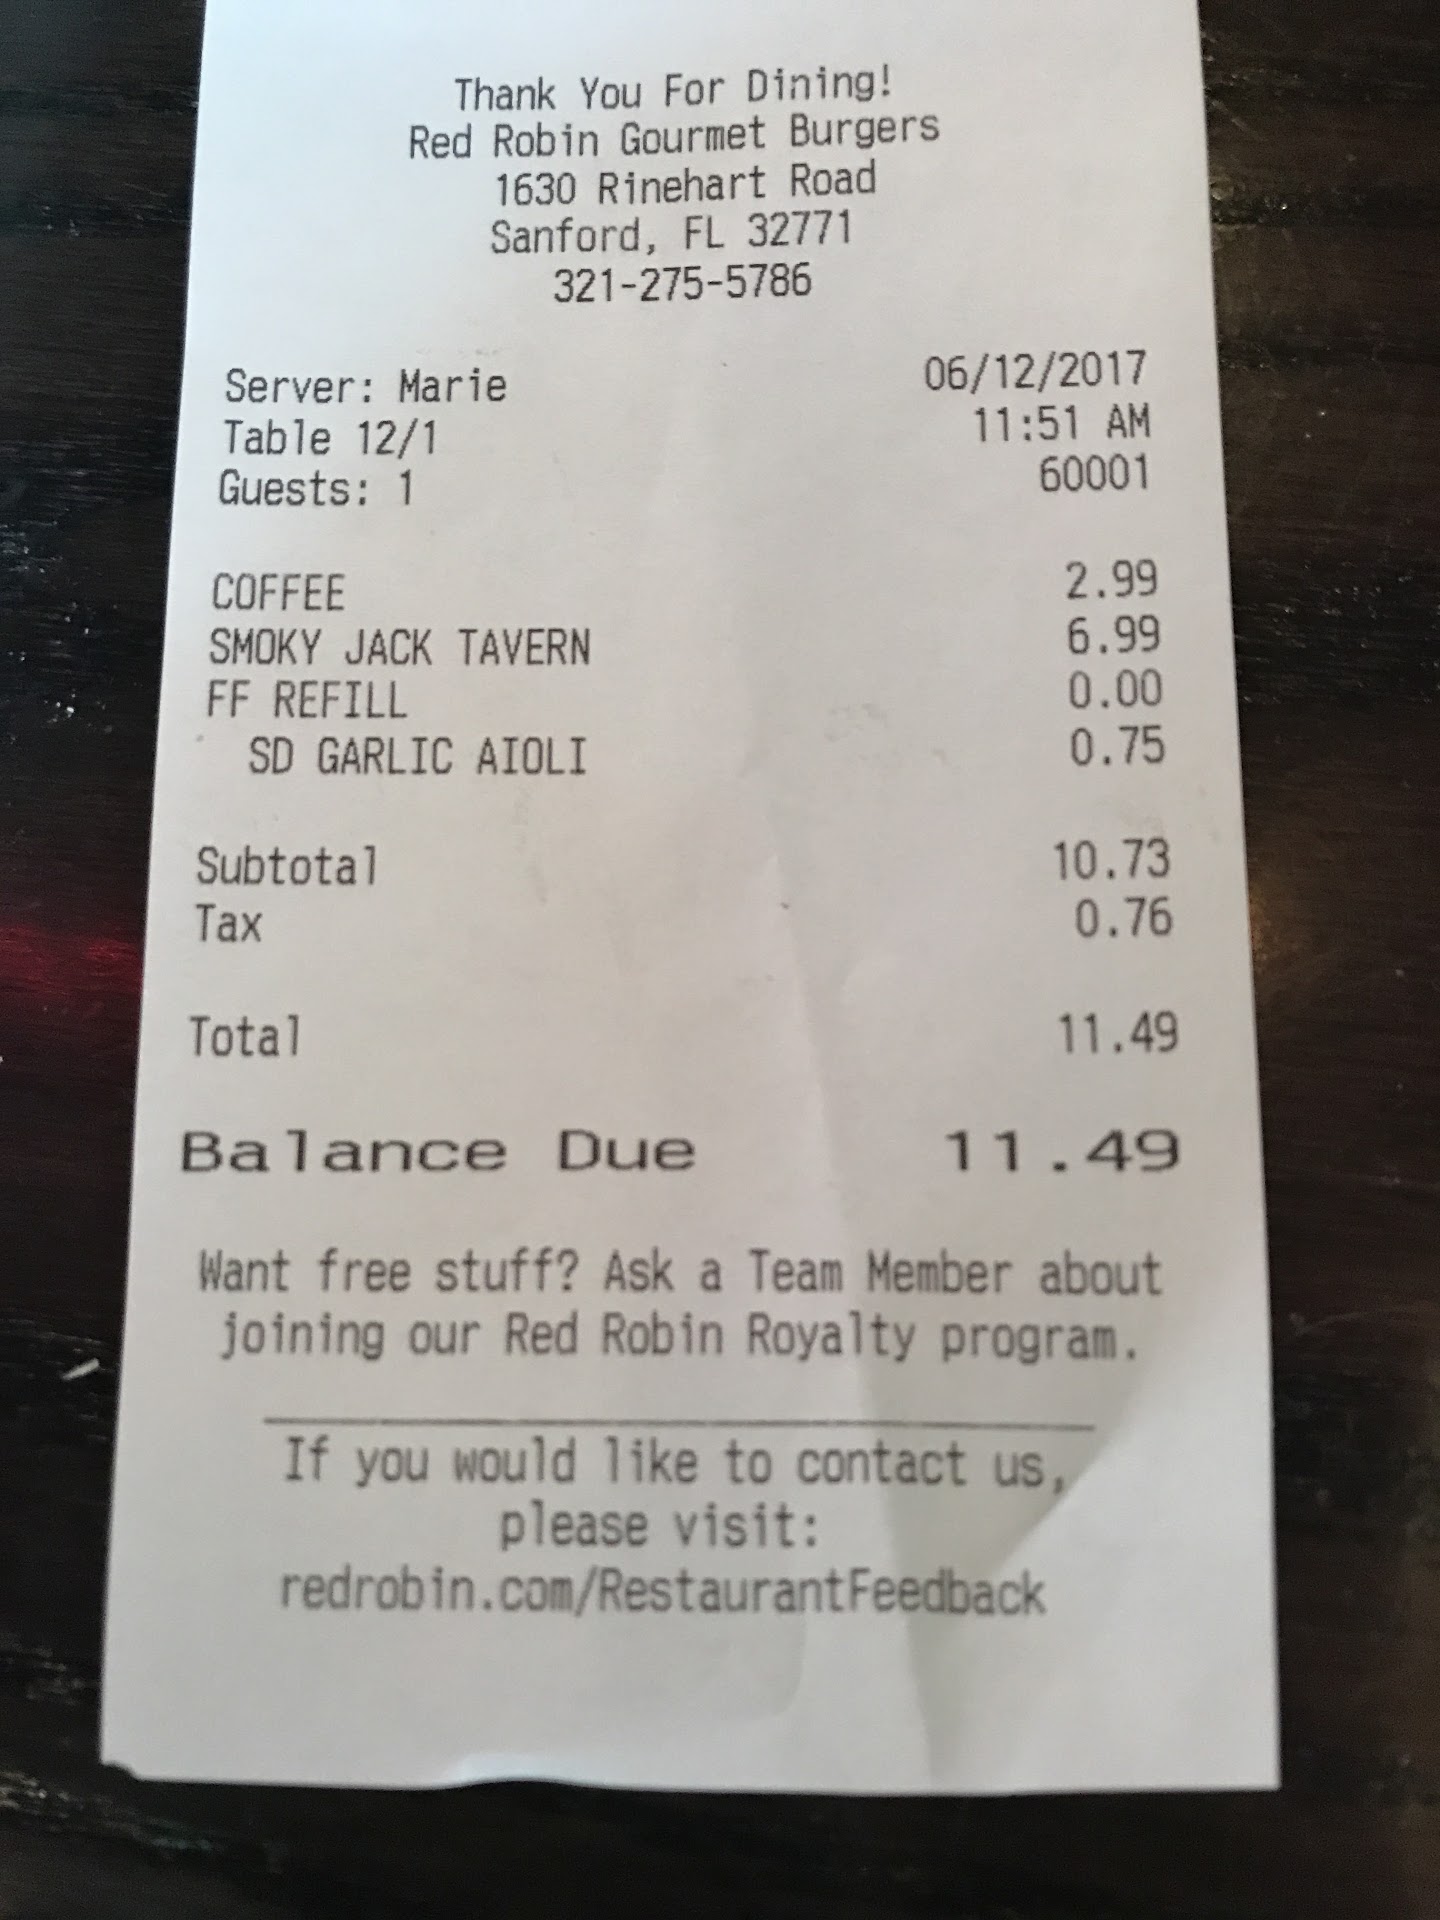 Thank You For Dining!
Red Robin Gourmet Burgers
1630 Rinehart Road
Sanford, FL 32771
321-275-5786
Server: Marie 06/12/2017
Table 12/1 11:51 AM
Guests: 1 60001
COFFEE 2.99
SMOKY JACK TAVERN 6.99
FF REFILL 0.00
SD GARLIC AIOLI 0.75
Subtotal 10.73
Tax 0.76
Total 11.49
Balance Due 11.49
Want free stuff? Ask a Team Member about
joining our Red Robin Royalty program.
If you would like to contact us,
please visit:
redrobin.com/RestaurantFeedback